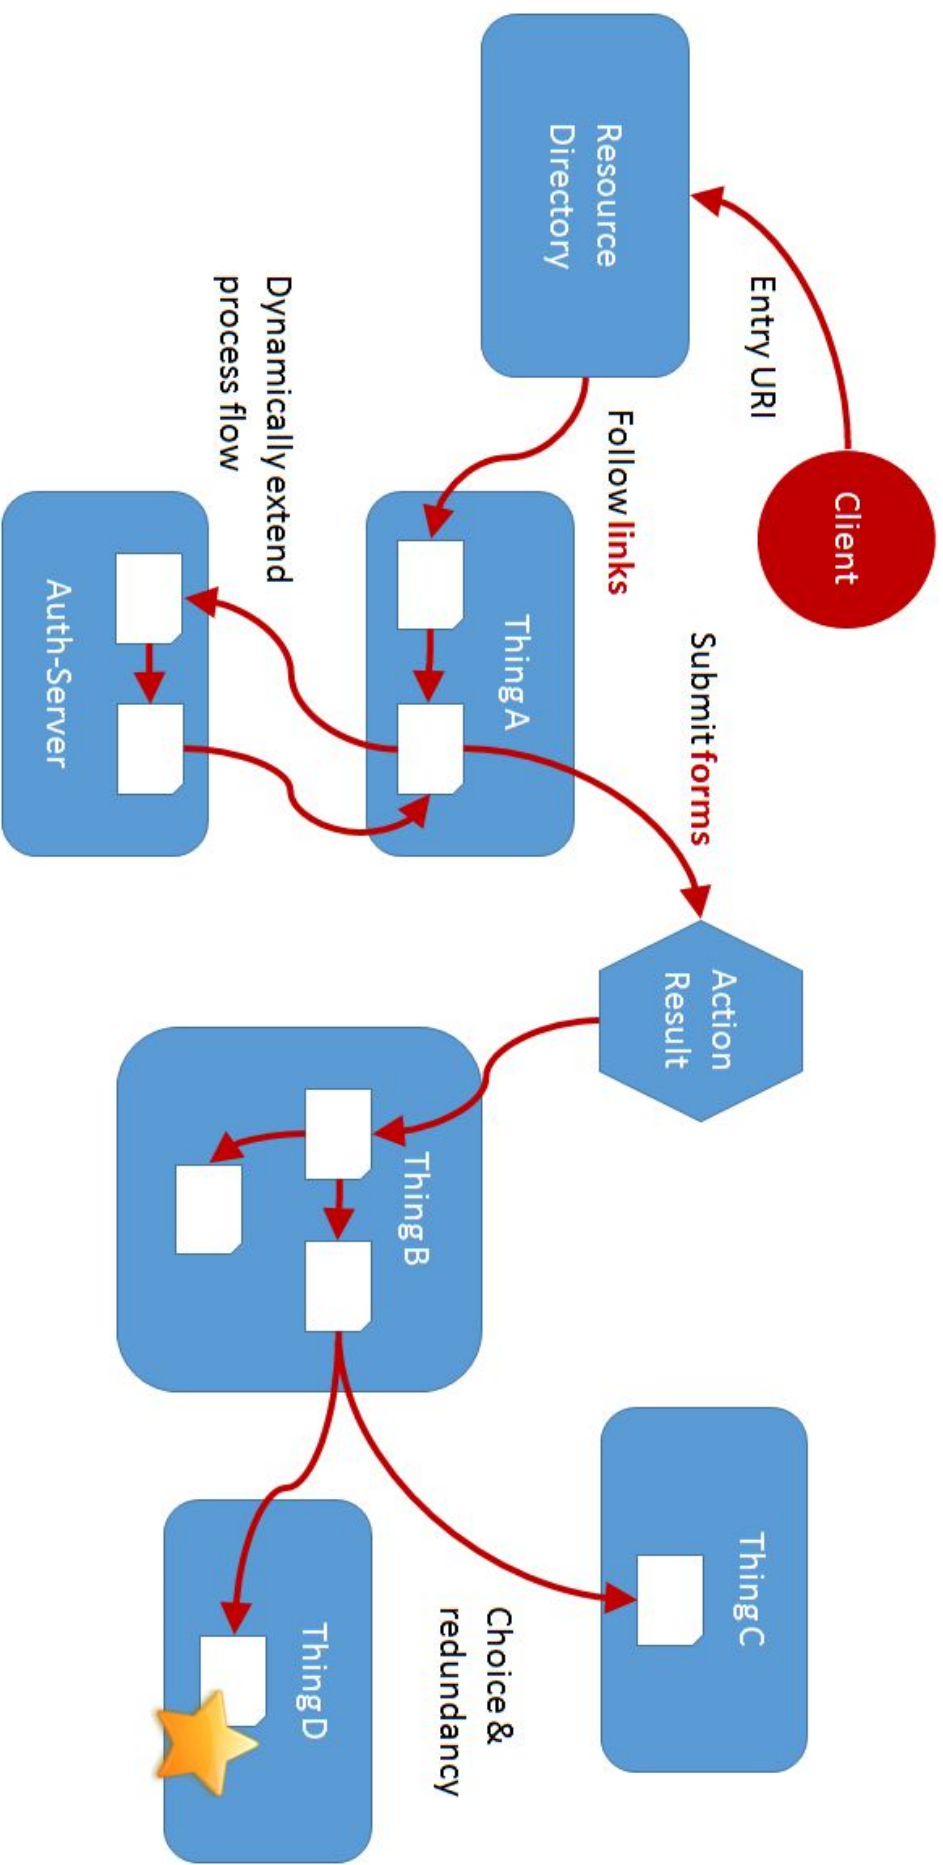 Client
Entry URI
Resource
Directory
Follow links
Submit forms
Thing A
Dynamically extend
process flow
Auth-Server
Action
Result
Thing B
Thing C
Choice &
redundancy
Thing D